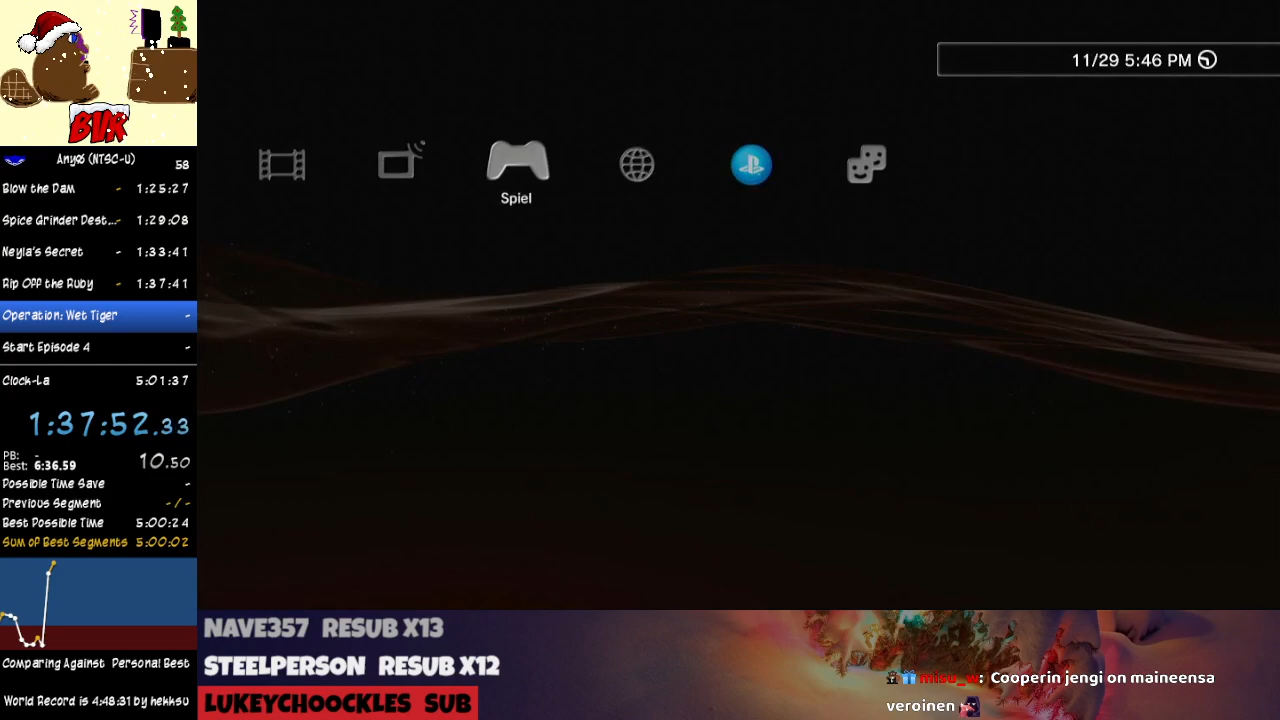 BVR
Any% (NTSC-U) 58
Blow the Dam - 1:25:27
Spice Grinder Dest... - 1:29:08
Neyla's Secret - 1:33:41
Rip Off the Ruby - 1:37:41
Operation: Wet Tiger -
Start Episode 4 -
Clock-La 5:01:37
1:37:52.33
PB: -
Best: 6:36.59 10.50
Possible Time Save -
Previous Segment - / -
Best Possible Time 5:00:24
Sum of Best Segments 5:00:02
Comparing Against Personal Best
World Record is 4:48:31 by hekksu
11/29 5:46 PM
Spiel
NAVE357 RESUB X13
STEELPERSON RESUB X12
LUKEYCHOOCKLES SUB
misu_w: Cooperin jengi on maineensa
veroinen